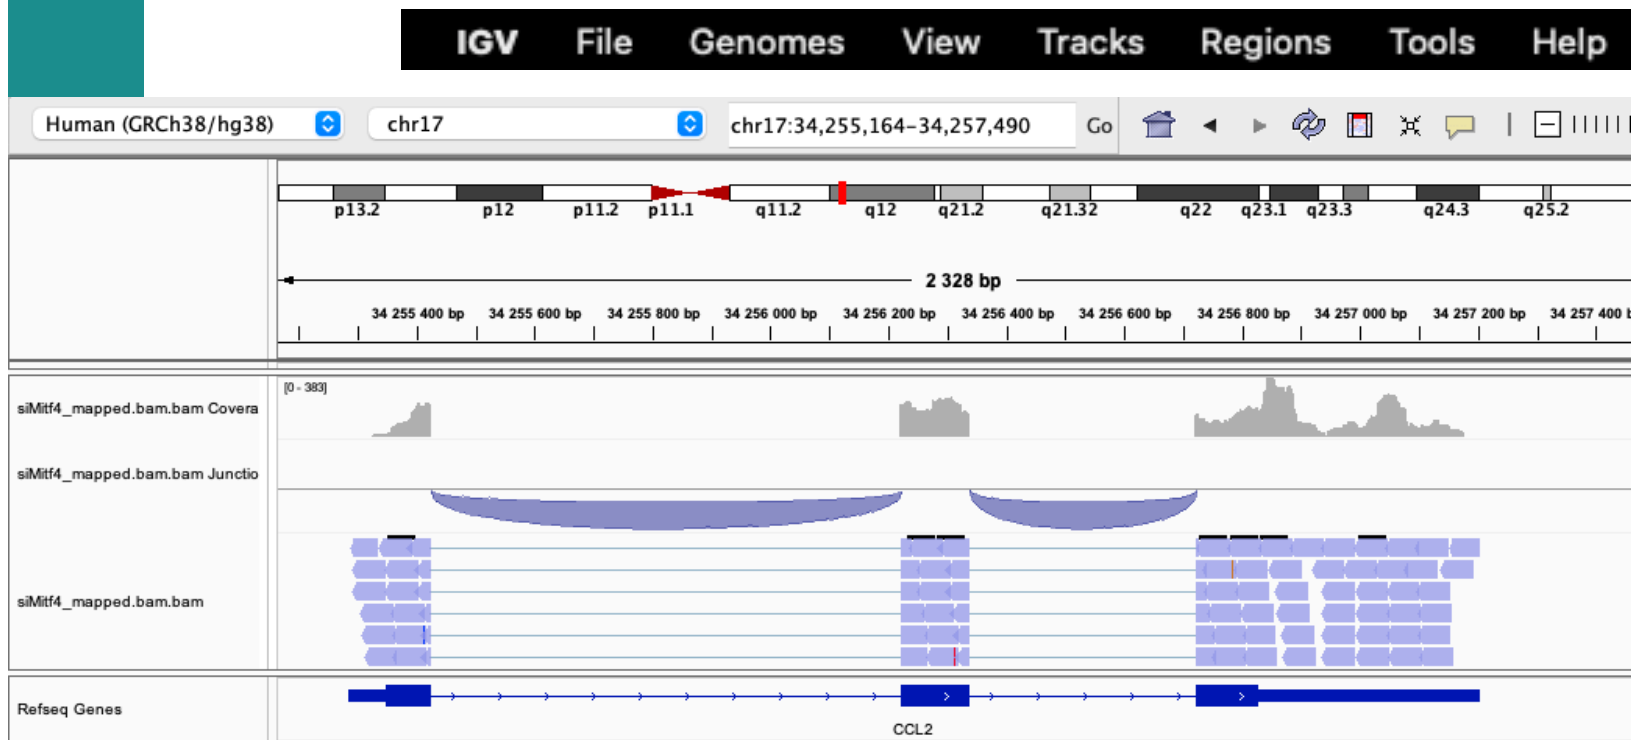 IGV File Genomes View Tracks Regions Tools Help
Human (GRCh38/hg38) chr17 chr17:34,255,164-34,257,490 Go
p13.2 p12 p11.2 p11.1 q11.2 q12 q21.2 q21.32 q22 q23.1 q23.3 q24.3 q25.2
2 328 bp
34 255 400 bp 34 255 600 bp 34 255 800 bp 34 256 000 bp 34 256 200 bp 34 256 400 bp 34 256 600 bp 34 256 800 bp 34 257 000 bp 34 257 200 bp 34 257 400 b
[0 - 383]
siMitf4_mapped.bam.bam Covera
siMitf4_mapped.bam.bam Junctio
siMitf4_mapped.bam.bam
Refseq Genes
CCL2